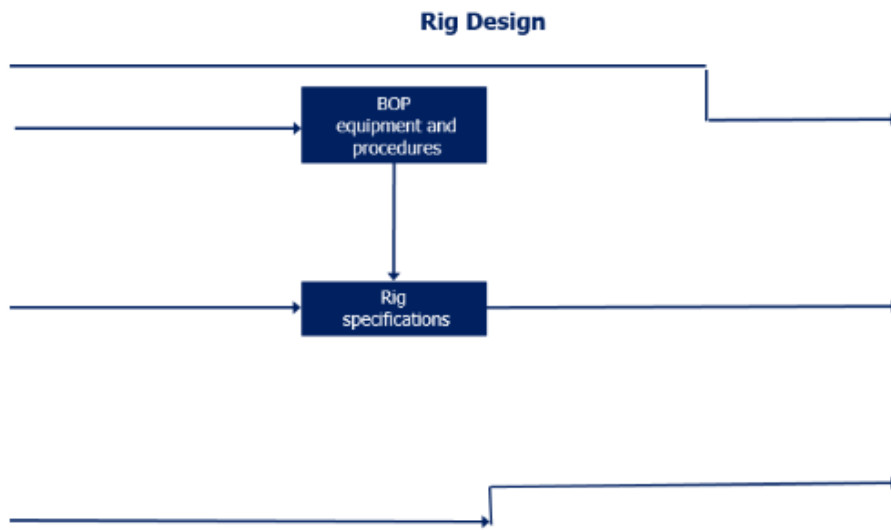 Rig Design
BOP
equipment and
procedures
Rig
specifications